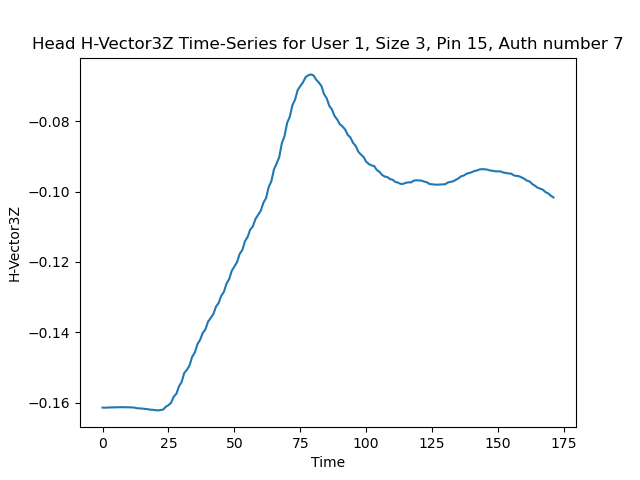 Head H-Vector3Z Time-Series for User 1, Size 3, Pin 15, Auth number 7
H-Vector3Z
−0.08
−0.10
−0.12
−0.14
−0.16
0 25 50 75 100 125 150 175
Time